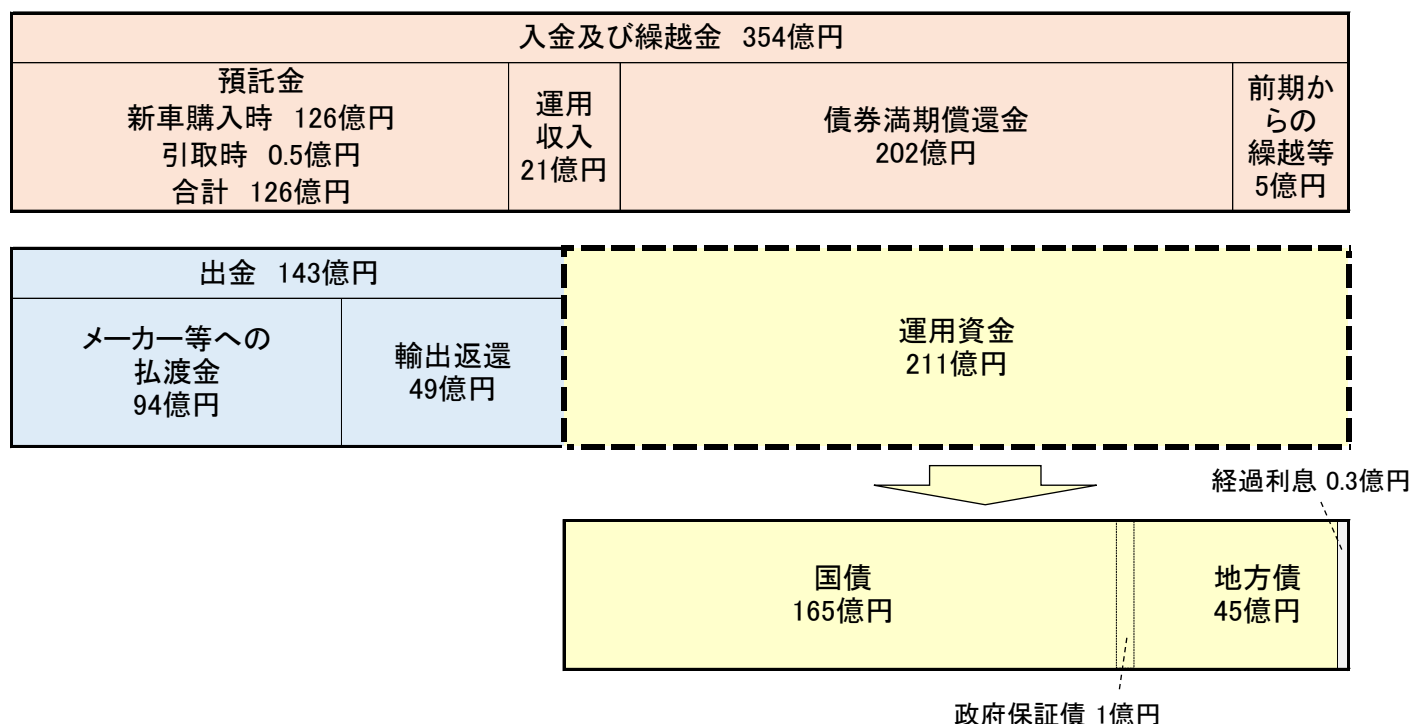 入金及び繰越金 354億円
預託金
新車購入時 126億円
引取時 0.5億円
合計 126億円
運用
収入
21億円
債券満期償還金
202億円
前期か
らの
繰越等
5億円
出金 143億円
メーカー等への
払渡金
94億円
輸出返還
49億円
運用資金
211億円
経過利息 0.3億円
国債
165億円
地方債
45億円
政府保証債 1億円